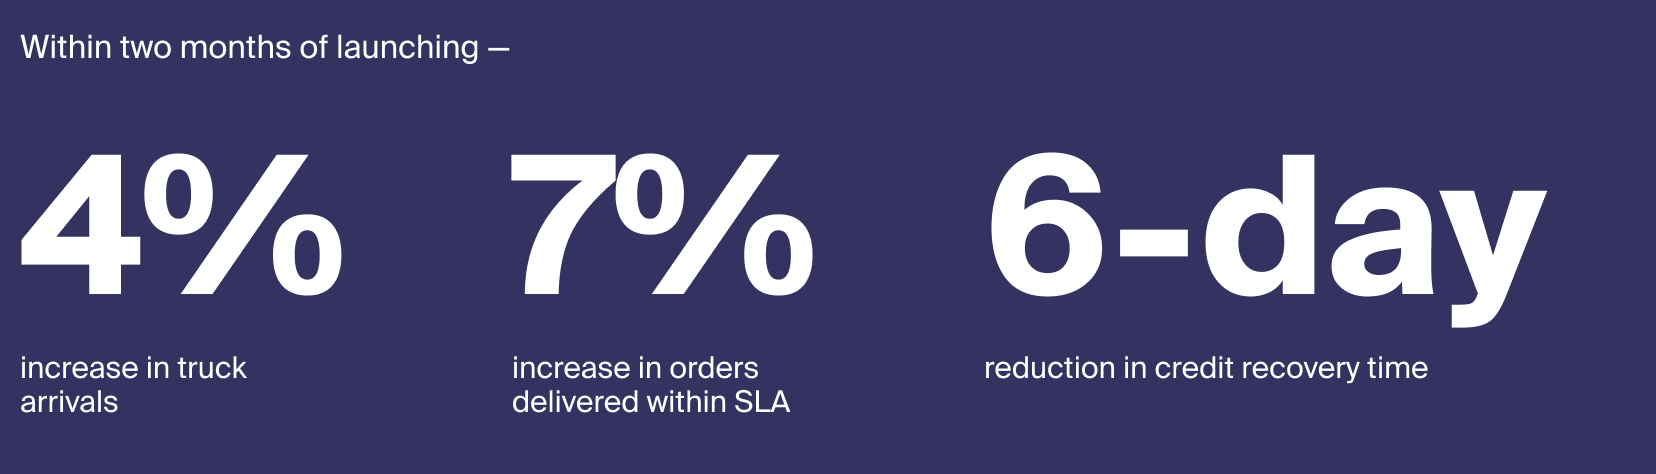 Within two months of launching —
4%
7%
6-day
increase in truck
arrivals
increase in orders
delivered within SLA
reduction in credit recovery time